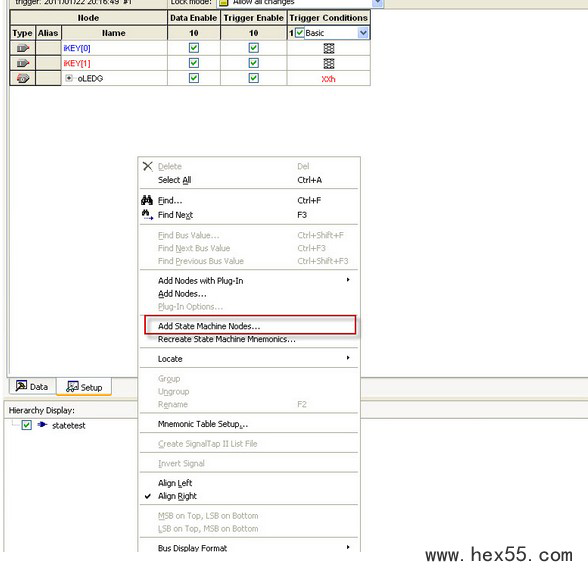 trigger: 2011/01/22 20:16:49 #1 Lock mode: Allow all changes
Node Data Enable Trigger Enable Trigger Conditions
Type Alias Name 10 10 1 Basic
iKEY[0]
iKEY[1]
oLEDG XXh
Delete Del
Select All Ctrl+A
Find... Ctrl+F
Find Next F3
Find Bus Value... Ctrl+Shift+F
Find Next Bus Value Ctrl+F3
Find Previous Bus Value Ctrl+Shift+F3
Add Nodes with Plug-In
Add Nodes...
Plug-In Options...
Add State Machine Nodes...
Recreate State Machine Mnemonics...
Locate
Group
Ungroup
Rename F2
Mnemonic Table Setup...
Create SignalTap II List File
Invert Signal
Align Left
Align Right
MSB on Top, LSB on Bottom
LSB on Top, MSB on Bottom
Bus Display Format
Data Setup
Hierarchy Display:
statetest
www.hex55.com